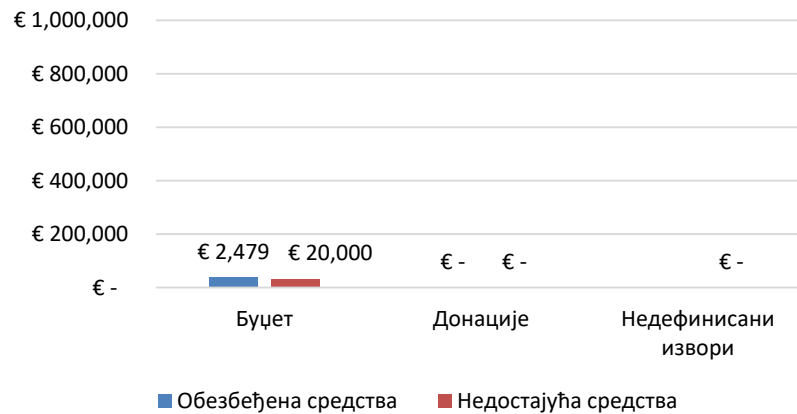 € 1,000,000
€ 800,000
€ 600,000
€ 400,000
€ 200,000
€ -
€ 2,479
€ 20,000
€ -
€ -
€ -
Буџет
Донације
Недефинисани
извори
Обезбеђена средства
Недостајућа средства